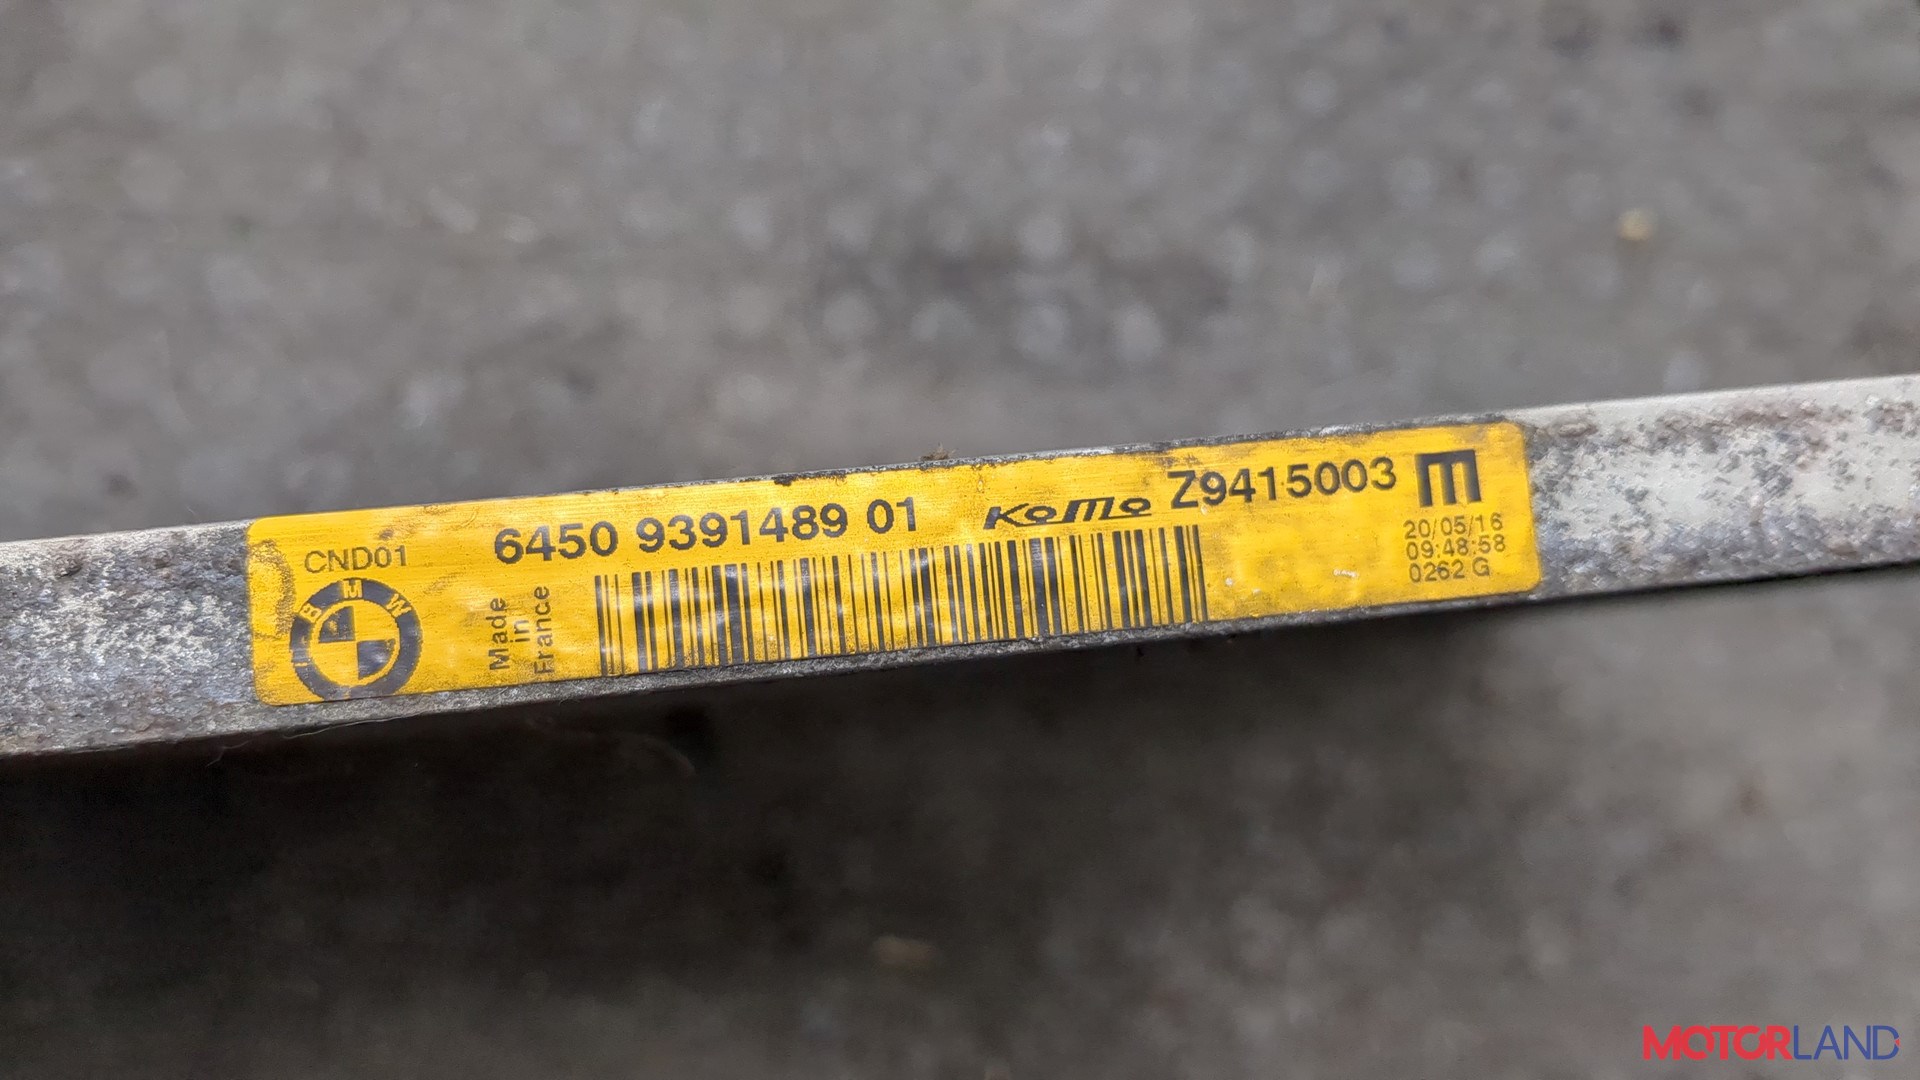 CND01
BMW
6450 9391489 01
KoMo
Z9415003
Made
in
France
20/05/16
09:48:58
0262 G
MOTORLAND